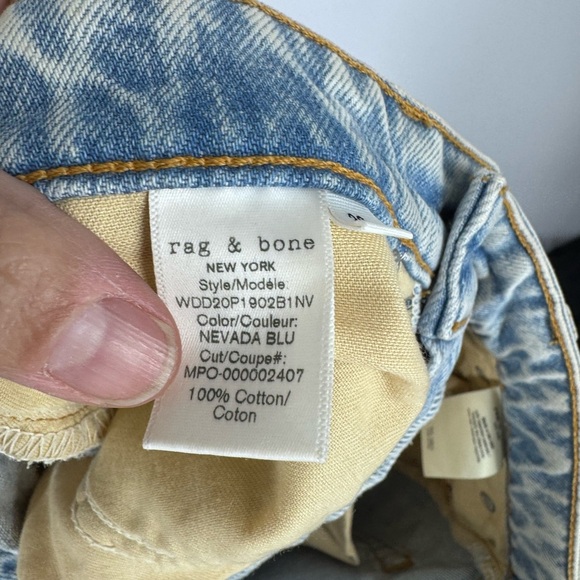 rag & bone
NEW YORK
Style/Modèle:
WDD20P1902B1NV
Color/Couleur:
NEVADA BLU
Cut/Coupe#:
MPO-000002407
100% Cotton/
Coton